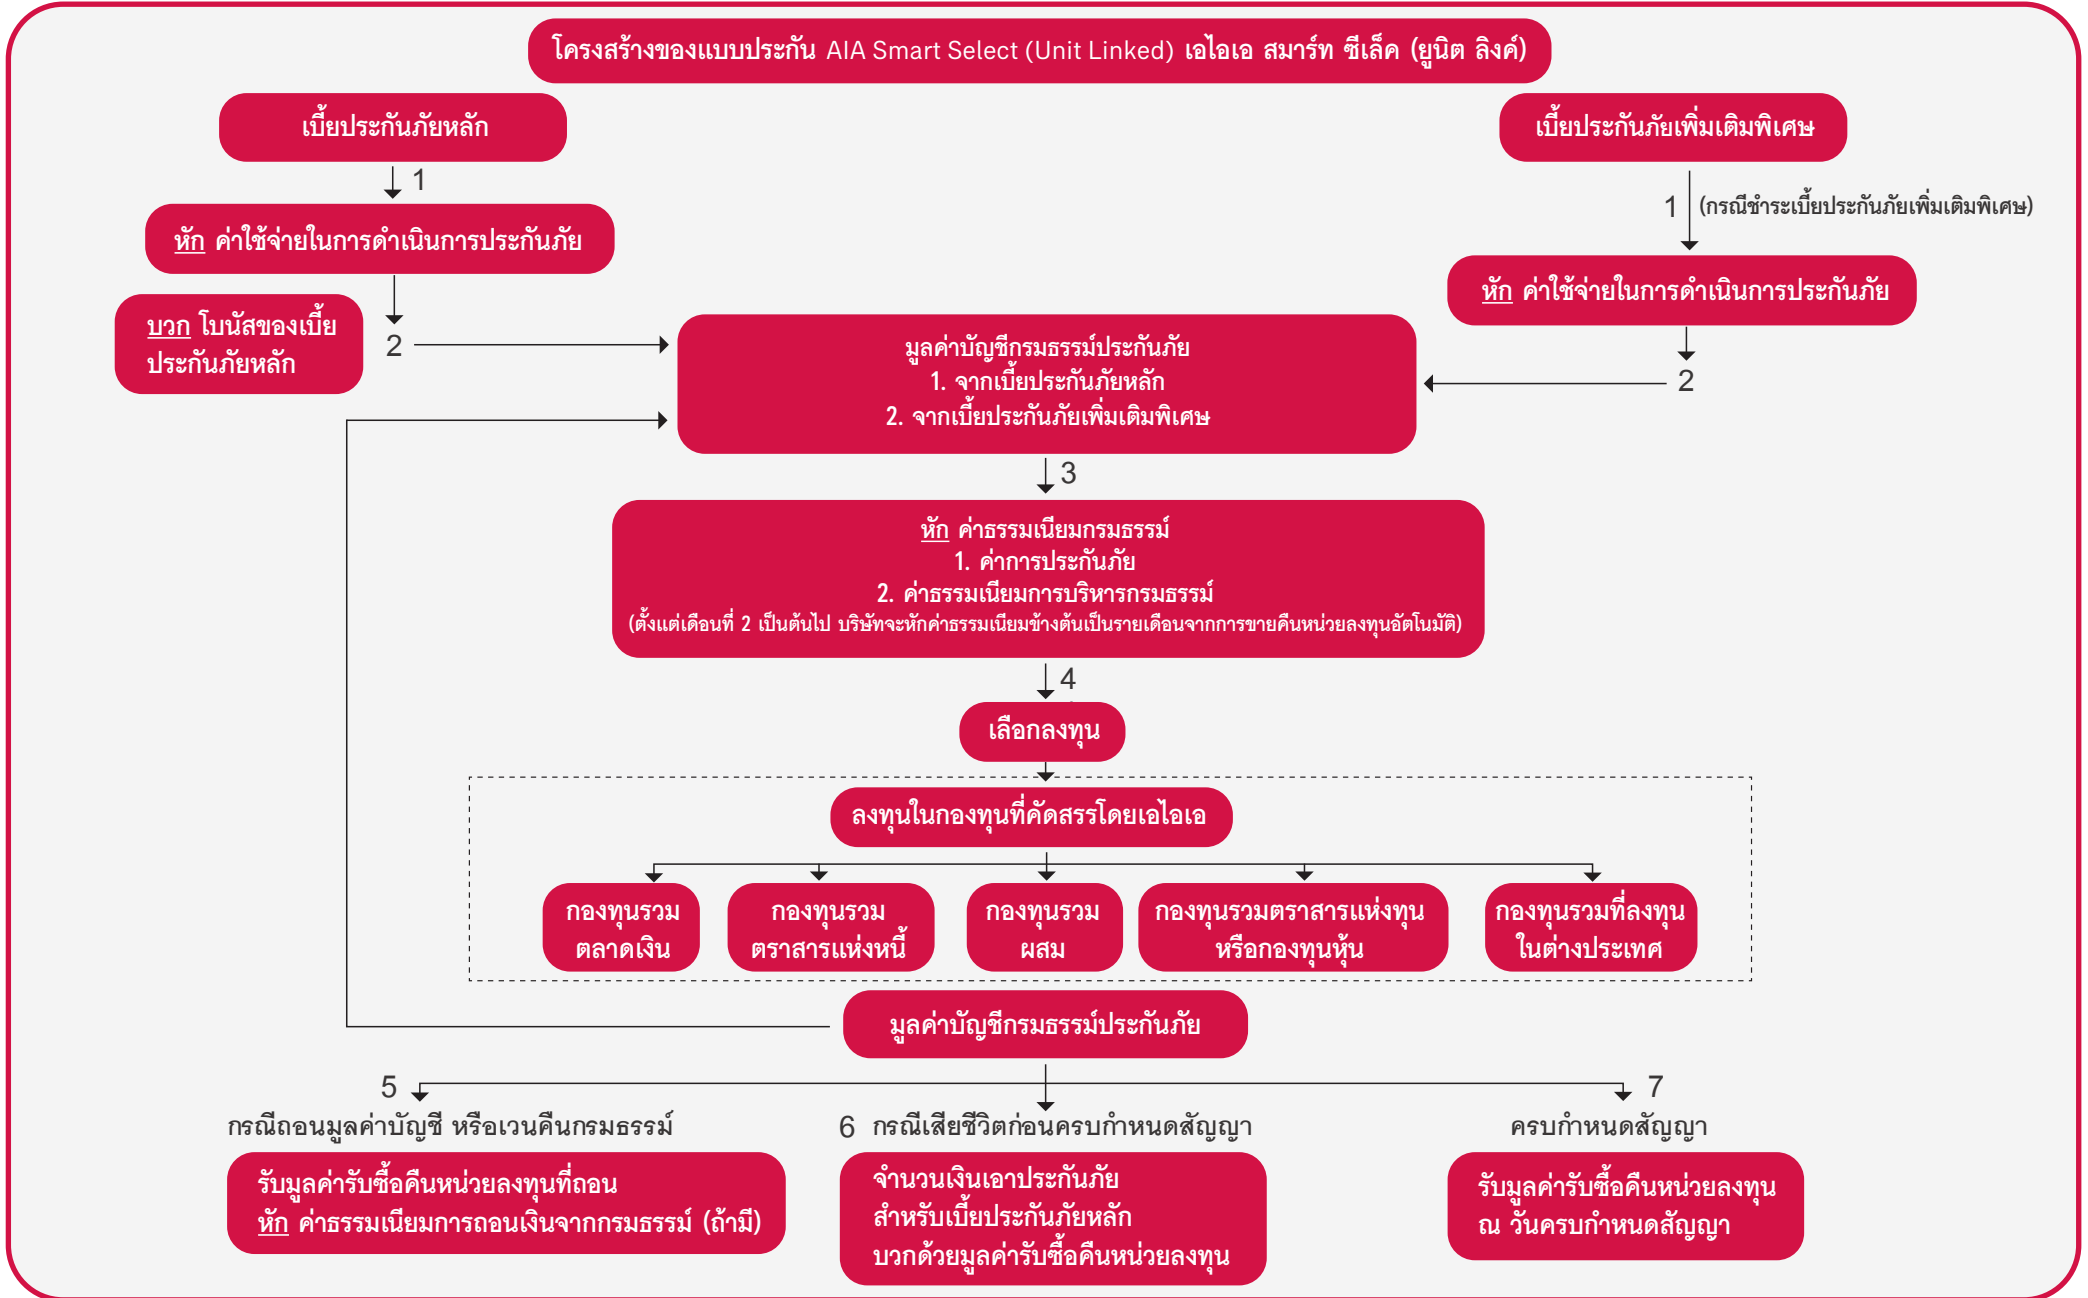 โครงสร้างของแบบประกัน AIA Smart Select (Unit Linked) เอไอเอ สมาร์ท ซีเล็ค (ยูนิต ลิงค์)
เบี้ยประกันภัยหลัก
เบี้ยประกันภัยเพิ่มเติมพิเศษ
1
1 (กรณีชำระเบี้ยประกันภัยเพิ่มเติมพิเศษ)
หัก ค่าใช้จ่ายในการดำเนินการประกันภัย
หัก ค่าใช้จ่ายในการดำเนินการประกันภัย
บวก โบนัสของเบี้ย
ประกันภัยหลัก
2
2
มูลค่าบัญชีกรมธรรม์ประกันภัย
1. จากเบี้ยประกันภัยหลัก
2. จากเบี้ยประกันภัยเพิ่มเติมพิเศษ
3
หัก ค่าธรรมเนียมกรมธรรม์
1. ค่าการประกันภัย
2. ค่าธรรมเนียมการบริหารกรมธรรม์
(ตั้งแต่เดือนที่ 2 เป็นต้นไป บริษัทจะหักค่าธรรมเนียมข้างต้นเป็นรายเดือนจากการขายคืนหน่วยลงทุนอัตโนมัติ)
4
เลือกลงทุน
ลงทุนในกองทุนที่คัดสรรโดยเอไอเอ
กองทุนรวม
ตลาดเงิน
กองทุนรวม
ตราสารแห่งหนี้
กองทุนรวม
ผสม
กองทุนรวมตราสารแห่งทุน
หรือกองทุนหุ้น
กองทุนรวมที่ลงทุน
ในต่างประเทศ
มูลค่าบัญชีกรมธรรม์ประกันภัย
5
กรณีถอนมูลค่าบัญชี หรือเวนคืนกรมธรรม์
รับมูลค่ารับซื้อคืนหน่วยลงทุนที่ถอน
หัก ค่าธรรมเนียมการถอนเงินจากกรมธรรม์ (ถ้ามี)
6 กรณีเสียชีวิตก่อนครบกำหนดสัญญา
จำนวนเงินเอาประกันภัย
สำหรับเบี้ยประกันภัยหลัก
บวกด้วยมูลค่ารับซื้อคืนหน่วยลงทุน
7
ครบกำหนดสัญญา
รับมูลค่ารับซื้อคืนหน่วยลงทุน
ณ วันครบกำหนดสัญญา